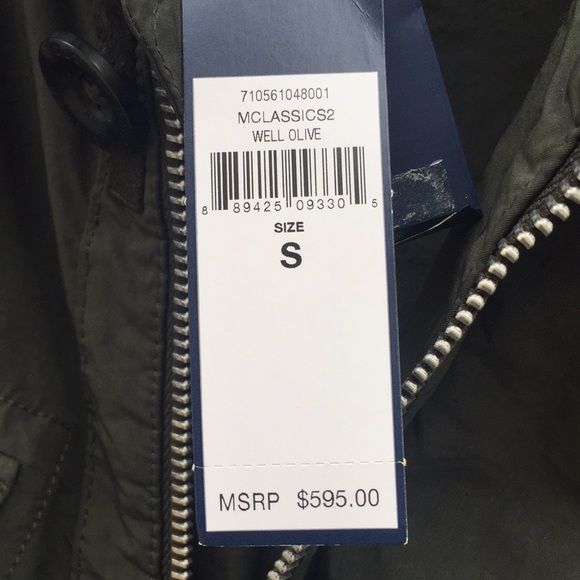 710561048001
MCLASSICS2
WELL OLIVE
8 89425 09330 5
SIZE
S
MSRP $595.00